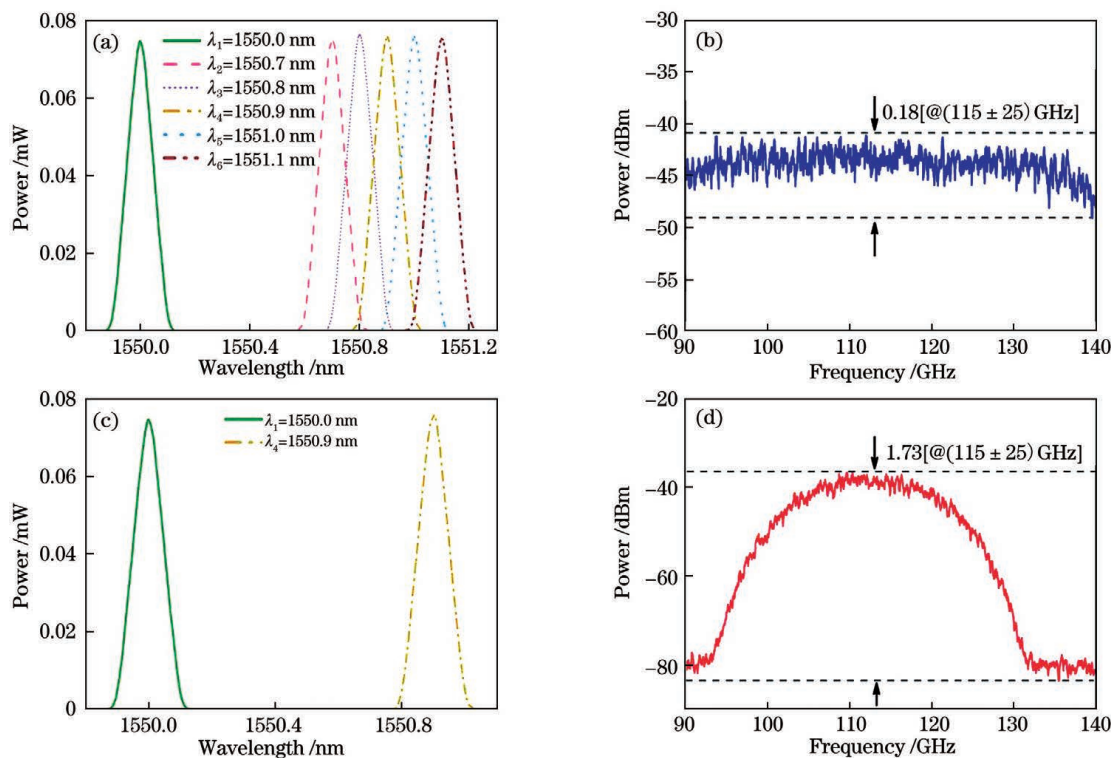 (a)
λ1=1550.0 nm
λ2=1550.7 nm
λ3=1550.8 nm
λ4=1550.9 nm
λ5=1551.0 nm
λ6=1551.1 nm
0.08
0.06
0.04
0.02
0
Power /mW
1550.0 1550.4 1550.8 1551.2
Wavelength /nm
(b)
0.18[@(115 ± 25) GHz]
−30
−35
−40
−45
−50
−55
−60
Power /dBm
90 100 110 120 130 140
Frequency /GHz
(c)
λ1=1550.0 nm
λ4=1550.9 nm
0.08
0.06
0.04
0.02
0
Power /mW
1550.0 1550.4 1550.8
Wavelength /nm
(d)
1.73[@(115 ± 25) GHz]
−20
−40
−60
−80
Power /dBm
90 100 110 120 130 140
Frequency /GHz